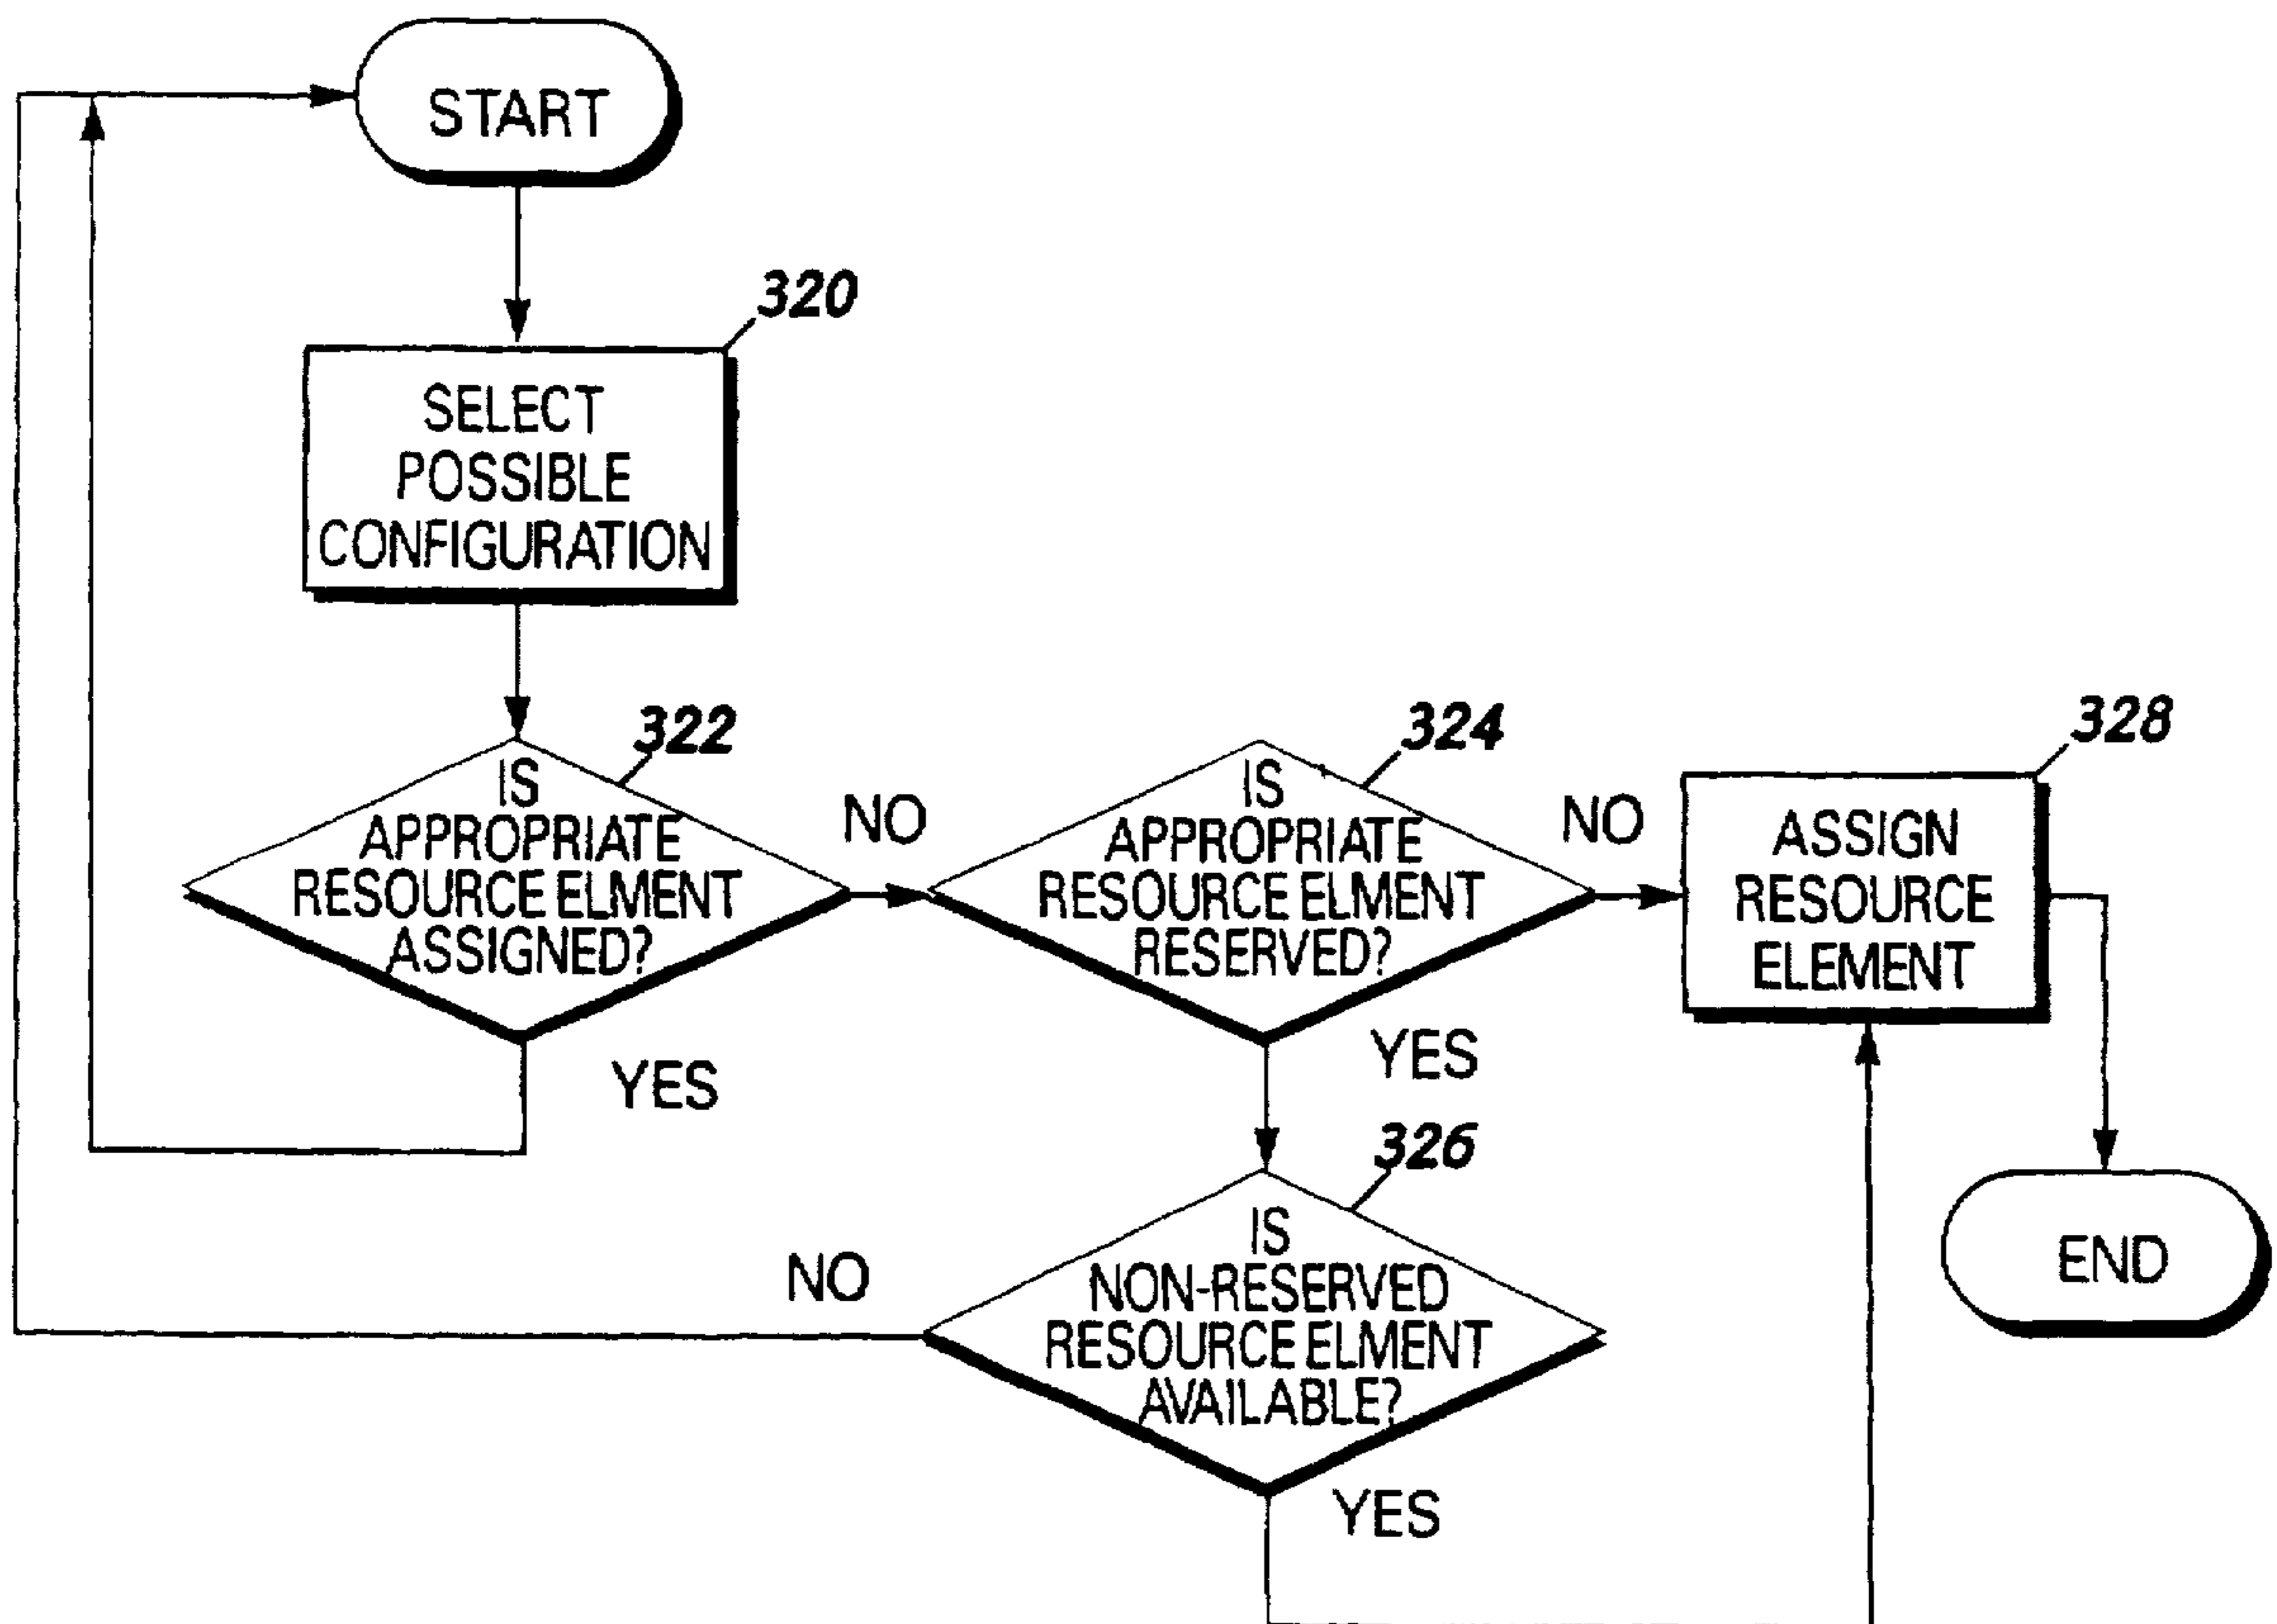 START
320
SELECT
POSSIBLE
CONFIGURATION
322
IS
APPROPRIATE
RESOURCE ELMENT
ASSIGNED?
NO
YES
324
IS
APPROPRIATE
RESOURCE ELMENT
RESERVED?
NO
YES
328
ASSIGN
RESOURCE
ELEMENT
326
IS
NON-RESERVED
RESOURCE ELMENT
AVAILABLE?
NO
YES
END